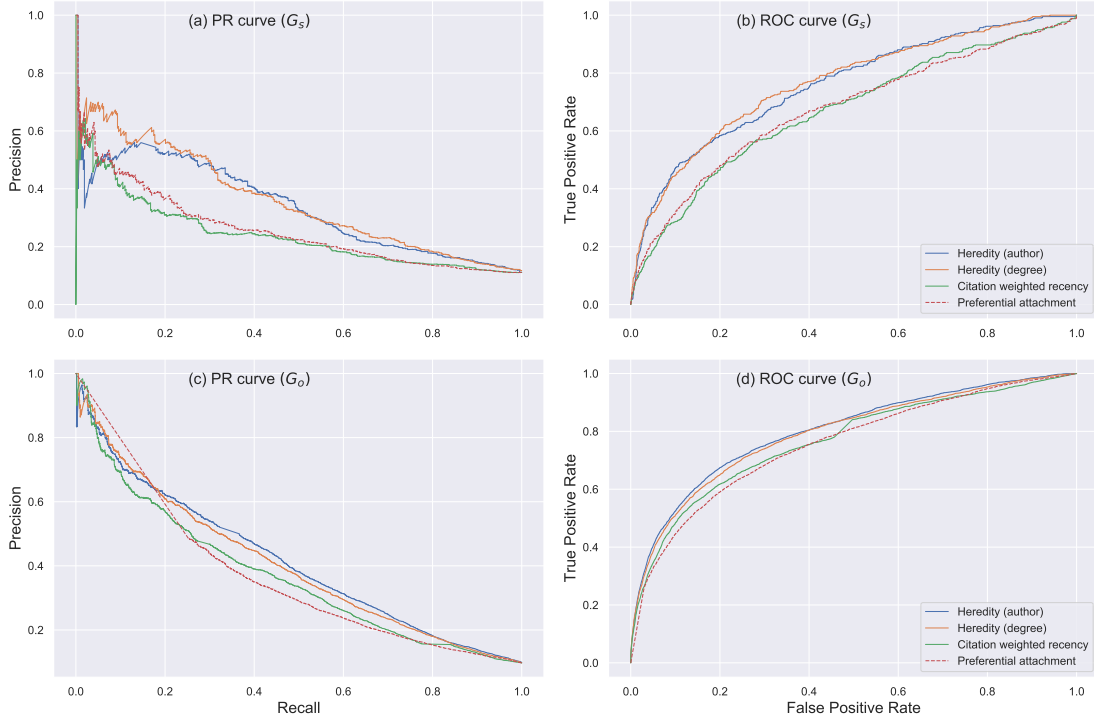 (a) PR curve (Gs)
1.0
0.8
0.6
0.4
0.2
0.0
Precision
0.0 0.2 0.4 0.6 0.8 1.0
(b) ROC curve (Gs)
1.0
0.8
0.6
0.4
0.2
0.0
True Positive Rate
Heredity (author)
Heredity (degree)
Citation weighted recency
Preferential attachment
0.0 0.2 0.4 0.6 0.8 1.0
(c) PR curve (Go)
1.0
0.8
0.6
0.4
0.2
Precision
0.0 0.2 0.4 0.6 0.8 1.0
Recall
(d) ROC curve (Go)
1.0
0.8
0.6
0.4
0.2
0.0
True Positive Rate
Heredity (author)
Heredity (degree)
Citation weighted recency
Preferential attachment
0.0 0.2 0.4 0.6 0.8 1.0
False Positive Rate